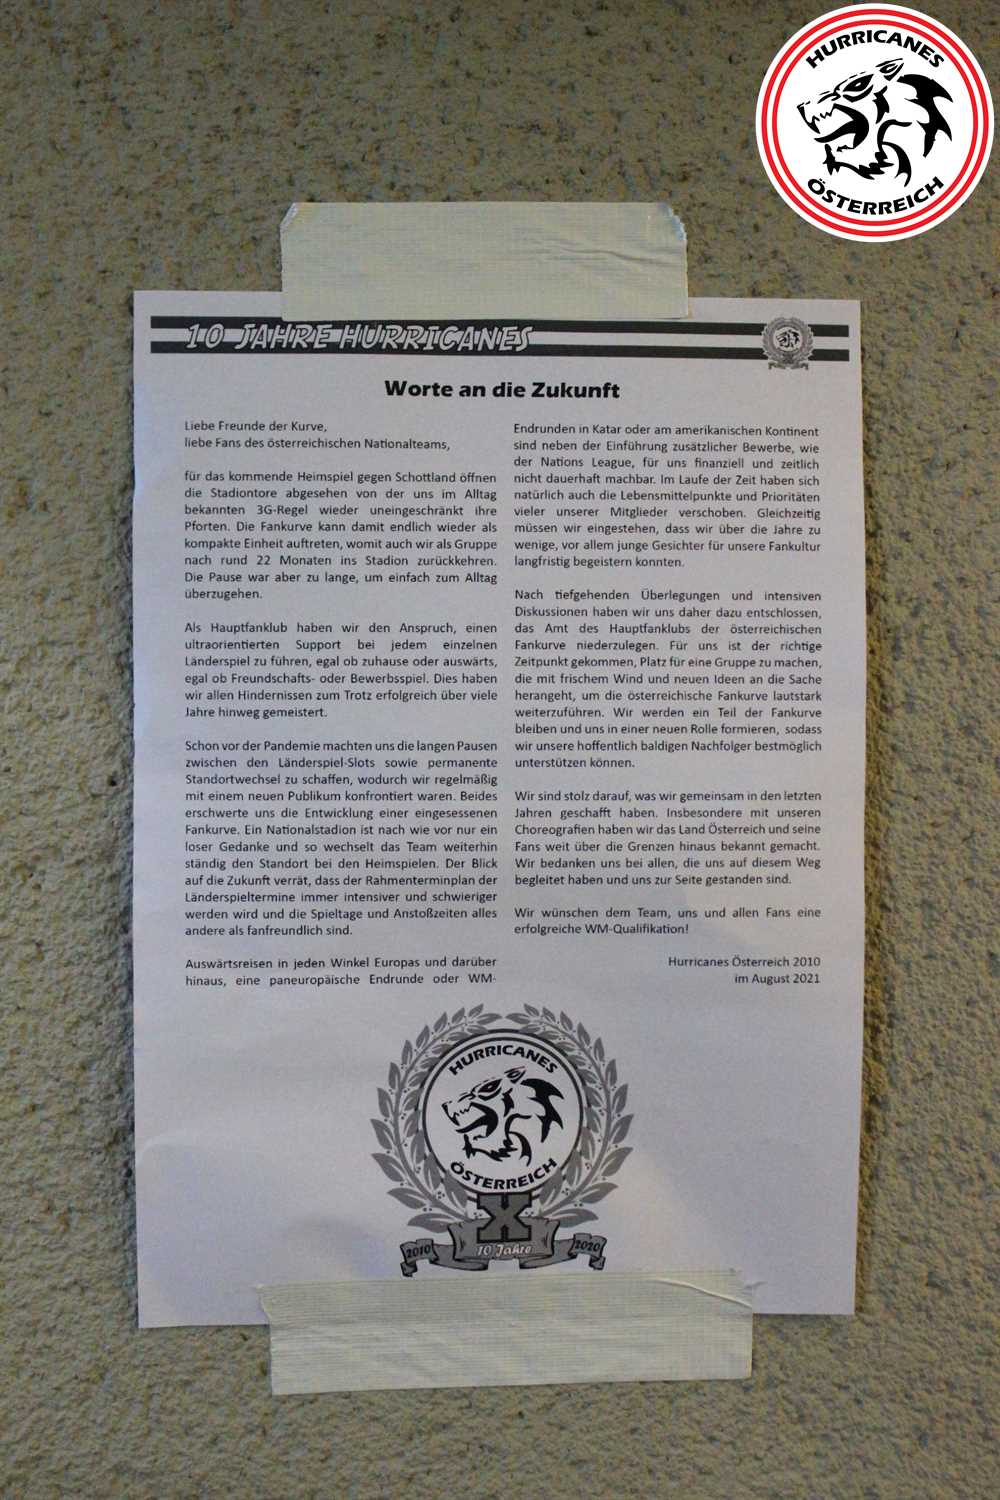 HURRICANES
ÖSTERREICH
10 JAHRE HURRICANES
Worte an die Zukunft
Liebe Freunde der Kurve,
liebe Fans des österreichischen Nationalteams,
für das kommende Heimspiel gegen Schottland öffnen
die Stadiontore abgesehen von der uns im Alltag
bekannten 3G-Regel wieder uneingeschränkt ihre
Pforten. Die Fankurve kann damit endlich wieder als
kompakte Einheit auftreten, womit auch wir als Gruppe
nach rund 22 Monaten ins Stadion zurückkehren.
Die Pause war aber zu lange, um einfach zum Alltag
überzugehen.
Als Hauptfanklub haben wir den Anspruch, einen
ultraorientierten Support bei jedem einzelnen
Länderspiel zu führen, egal ob zuhause oder auswärts,
egal ob Freundschafts- oder Bewerbsspiel. Dies haben
wir allen Hindernissen zum Trotz erfolgreich über viele
Jahre hinweg gemeistert.
Schon vor der Pandemie machten uns die langen Pausen
zwischen den Länderspiel-Slots sowie permanente
Standortwechsel zu schaffen, wodurch wir regelmäßig
mit einem neuen Publikum konfrontiert waren. Beides
erschwerte uns die Entwicklung einer eingesessenen
Fankurve. Ein Nationalstadion ist nach wie vor nur ein
loser Gedanke und so wechselt das Team weiterhin
ständig den Standort bei den Heimspielen. Der Blick
auf die Zukunft verrät, dass der Rahmenterminplan der
Länderspieltermine immer intensiver und schwieriger
werden wird und die Spieltage und Anstoßzeiten alles
andere als fanfreundlich sind.
Auswärtsreisen in jeden Winkel Europas und darüber
hinaus, eine paneuropäische Endrunde oder WM-
Endrunden in Katar oder am amerikanischen Kontinent
sind neben der Einführung zusätzlicher Bewerbe, wie
der Nations League, für uns finanziell und zeitlich
nicht dauerhaft machbar. Im Laufe der Zeit haben sich
natürlich auch die Lebensmittelpunkte und Prioritäten
vieler unserer Mitglieder verschoben. Gleichzeitig
müssen wir eingestehen, dass wir über die Jahre zu
wenige, vor allem junge Gesichter für unsere Fankultur
langfristig begeistern konnten.
Nach tiefgehenden Überlegungen und intensiven
Diskussionen haben wir uns daher dazu entschlossen,
das Amt des Hauptfanklubs der österreichischen
Fankurve niederzulegen. Für uns ist der richtige
Zeitpunkt gekommen, Platz für eine Gruppe zu machen,
die mit frischem Wind und neuen Ideen an die Sache
herangeht, um die österreichische Fankurve lautstark
weiterzuführen. Wir werden ein Teil der Fankurve
bleiben und uns in einer neuen Rolle formieren, sodass
wir unsere hoffentlich baldigen Nachfolger bestmöglich
unterstützen können.
Wir sind stolz darauf, was wir gemeinsam in den letzten
Jahren geschafft haben. Insbesondere mit unseren
Choreografien haben wir das Land Österreich und seine
Fans weit über die Grenzen hinaus bekannt gemacht.
Wir bedanken uns bei allen, die uns auf diesem Weg
begleitet haben und uns zur Seite gestanden sind.
Wir wünschen dem Team, uns und allen Fans eine
erfolgreiche WM-Qualifikation!
Hurricanes Österreich 2010
im August 2021
HURRICANES
ÖSTERREICH
X
2010 10 Jahre 2020